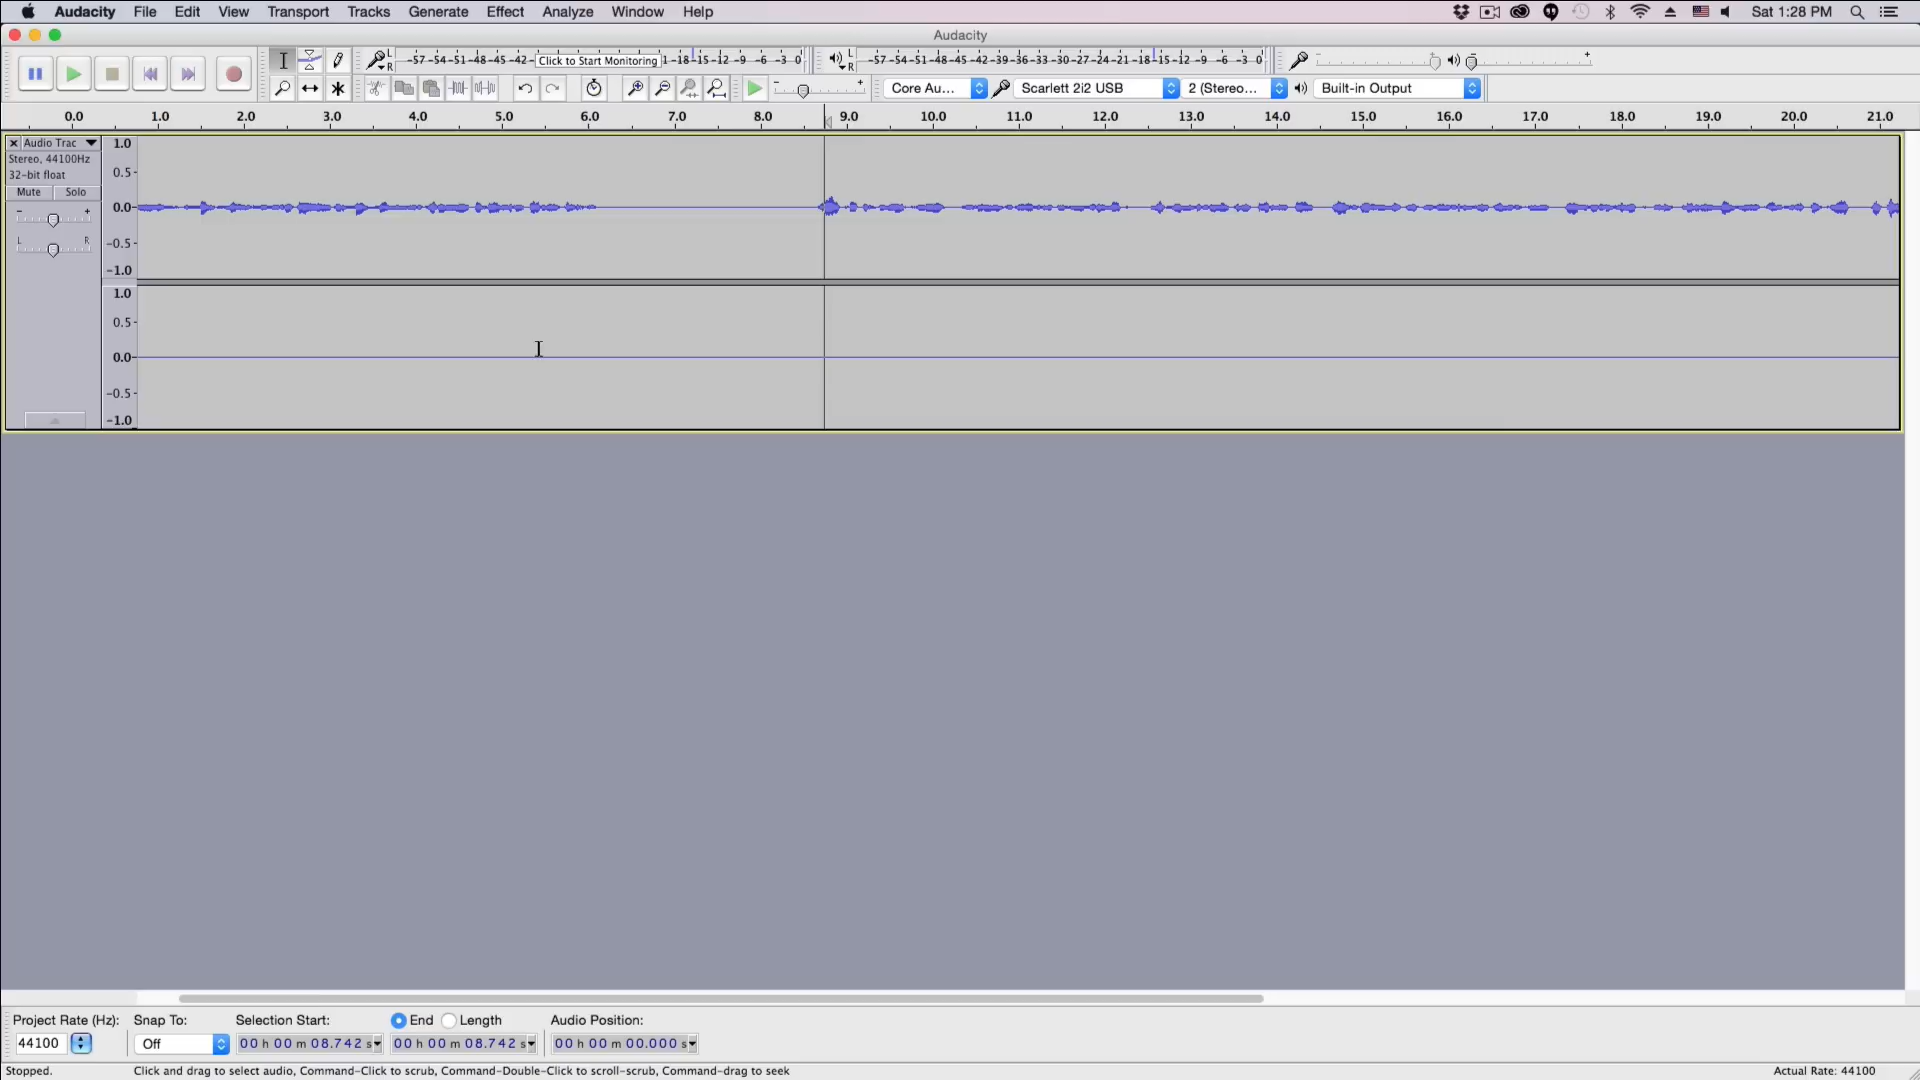 Audacity File Edit View Transport Tracks Generate Effect Analyze Window Help Sat 1:28 PM
Audacity
L R -57 -54 -51 -48 -45 -42 - Click to Start Monitoring 1 -18 -15 -12 -9 -6 -3 0 L R -57 -54 -51 -48 -45 -42 -39 -36 -33 -30 -27 -24 -21 -18 -15 -12 -9 -6 -3 0 - +
- + Core Au... Scarlett 2i2 USB 2 (Stereo... Built-in Output
0.0 1.0 2.0 3.0 4.0 5.0 6.0 7.0 8.0 9.0 10.0 11.0 12.0 13.0 14.0 15.0 16.0 17.0 18.0 19.0 20.0 21.0
Audio Trac 1.0
Stereo, 44100Hz
32-bit float 0.5
Mute Solo
- + 0.0
L R -0.5
-1.0
1.0
0.5
0.0
-0.5
-1.0
Project Rate (Hz): Snap To: Selection Start: End Length Audio Position:
44100 Off 00 h 00 m 08.742 s 00 h 00 m 08.742 s 00 h 00 m 00.000 s
Stopped. Click and drag to select audio, Command-Click to scrub, Command-Double-Click to scroll-scrub, Command-drag to seek Actual Rate: 44100